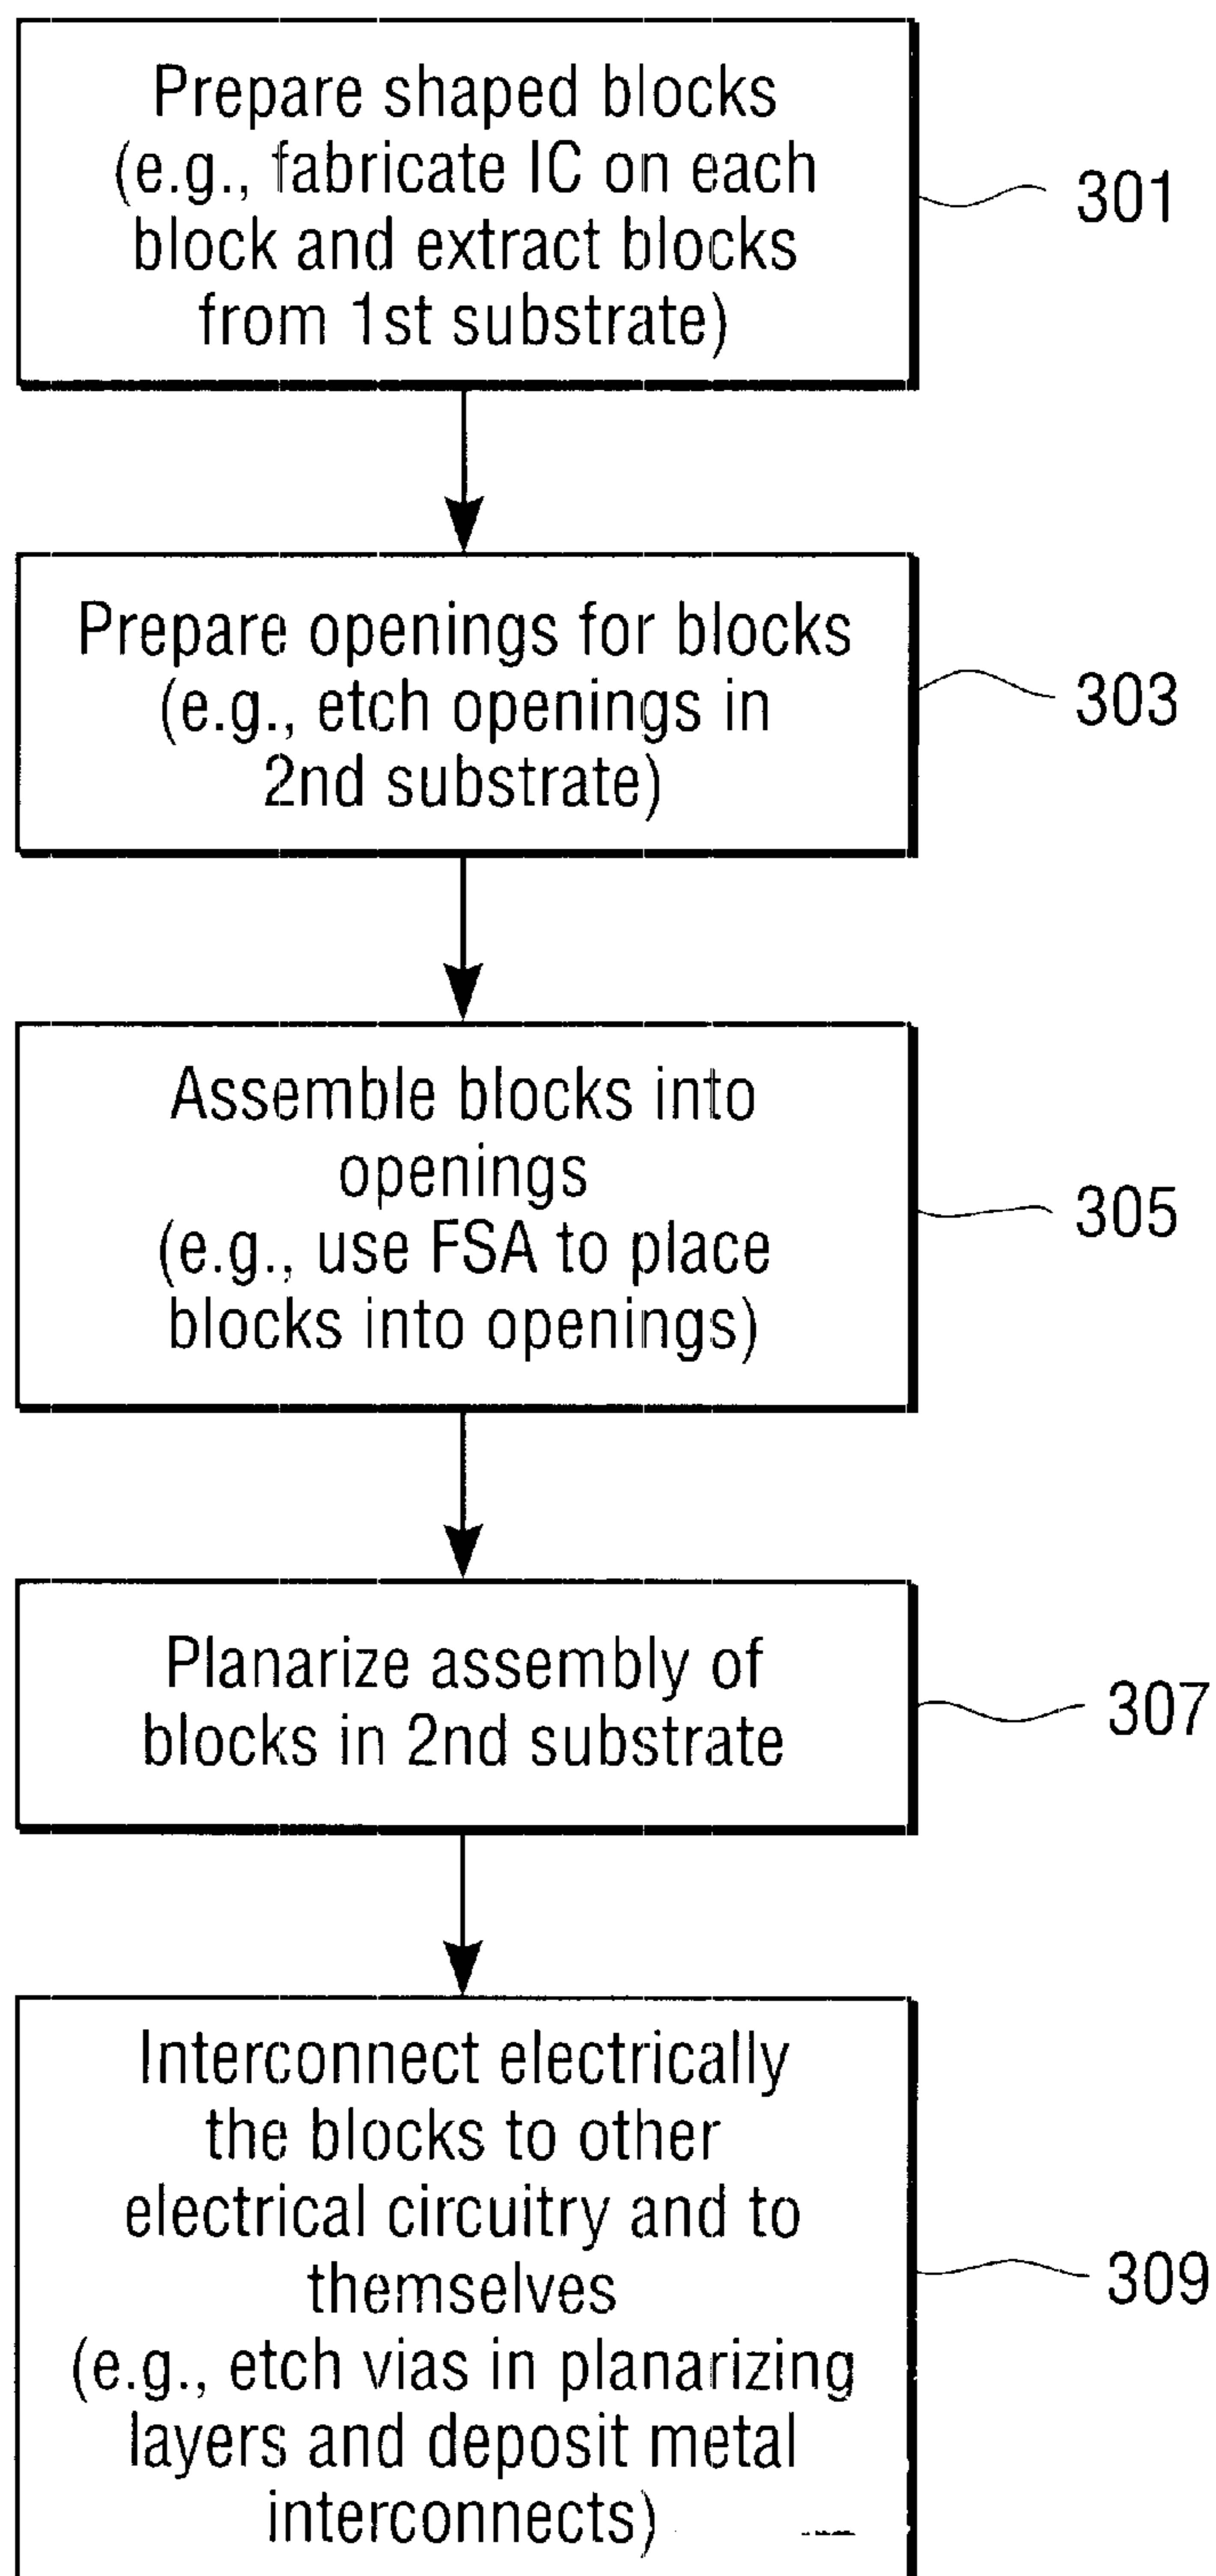 Prepare shaped blocks
(e.g., fabricate IC on each
block and extract blocks
from 1st substrate)
301
Prepare openings for blocks
(e.g., etch openings in
2nd substrate)
303
Assemble blocks into
openings
(e.g., use FSA to place
blocks into openings)
305
Planarize assembly of
blocks in 2nd substrate
307
Interconnect electrically
the blocks to other
electrical circuitry and to
themselves
(e.g., etch vias in planarizing
layers and deposit metal
interconnects)
309